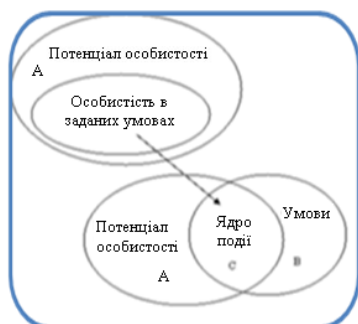 Потенціал особистості
А
Особистість в
заданих умовах
Потенціал
особистості
А
Ядро
події
С
Умови
В